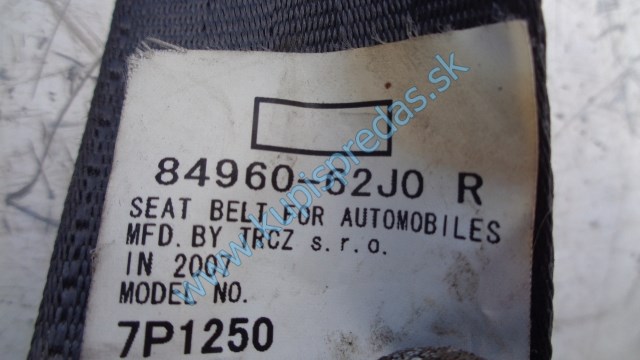 84960-62J0 R
SEAT BELT FOR AUTOMOBILES
MFD. BY TRCZ s.r.o.
IN 2007
MODEL NO.
7P1250
www.kupispredas.sk